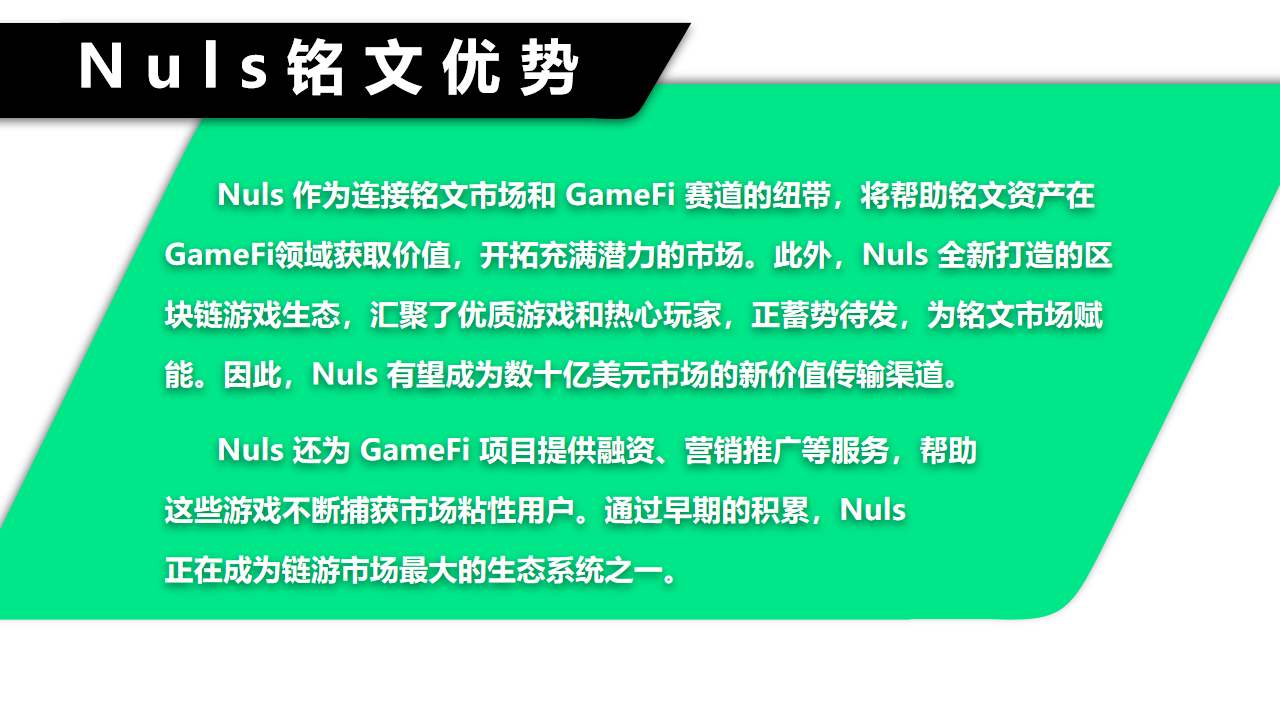 Nuls铭文优势
Nuls 作为连接铭文市场和 GameFi 赛道的纽带，将帮助铭文资产在
GameFi领域获取价值，开拓充满潜力的市场。此外，Nuls 全新打造的区
块链游戏生态，汇聚了优质游戏和热心玩家，正蓄势待发，为铭文市场赋
能。因此，Nuls 有望成为数十亿美元市场的新价值传输渠道。
Nuls 还为 GameFi 项目提供融资、营销推广等服务，帮助
这些游戏不断捕获市场粘性用户。通过早期的积累，Nuls
正在成为链游市场最大的生态系统之一。